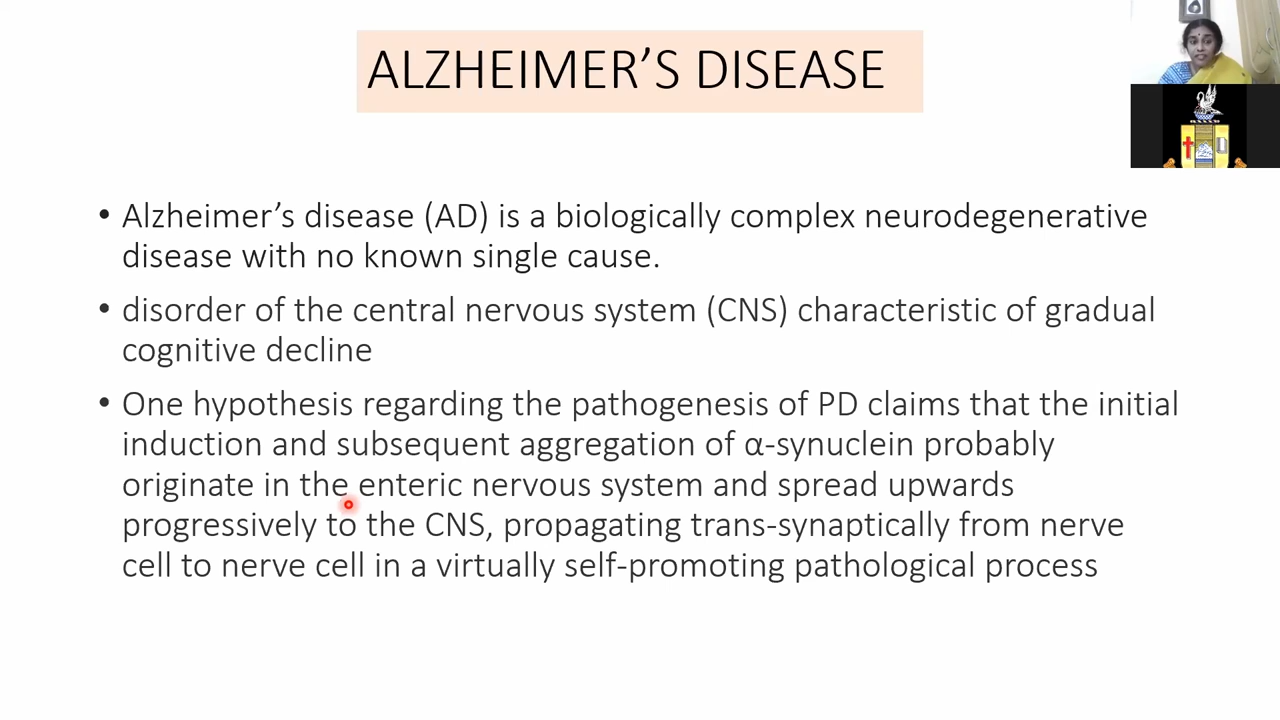 ALZHEIMER’S DISEASE
• Alzheimer’s disease (AD) is a biologically complex neurodegenerative
disease with no known single cause.
• disorder of the central nervous system (CNS) characteristic of gradual
cognitive decline
• One hypothesis regarding the pathogenesis of PD claims that the initial
induction and subsequent aggregation of α-synuclein probably
originate in the enteric nervous system and spread upwards
progressively to the CNS, propagating trans-synaptically from nerve
cell to nerve cell in a virtually self-promoting pathological process